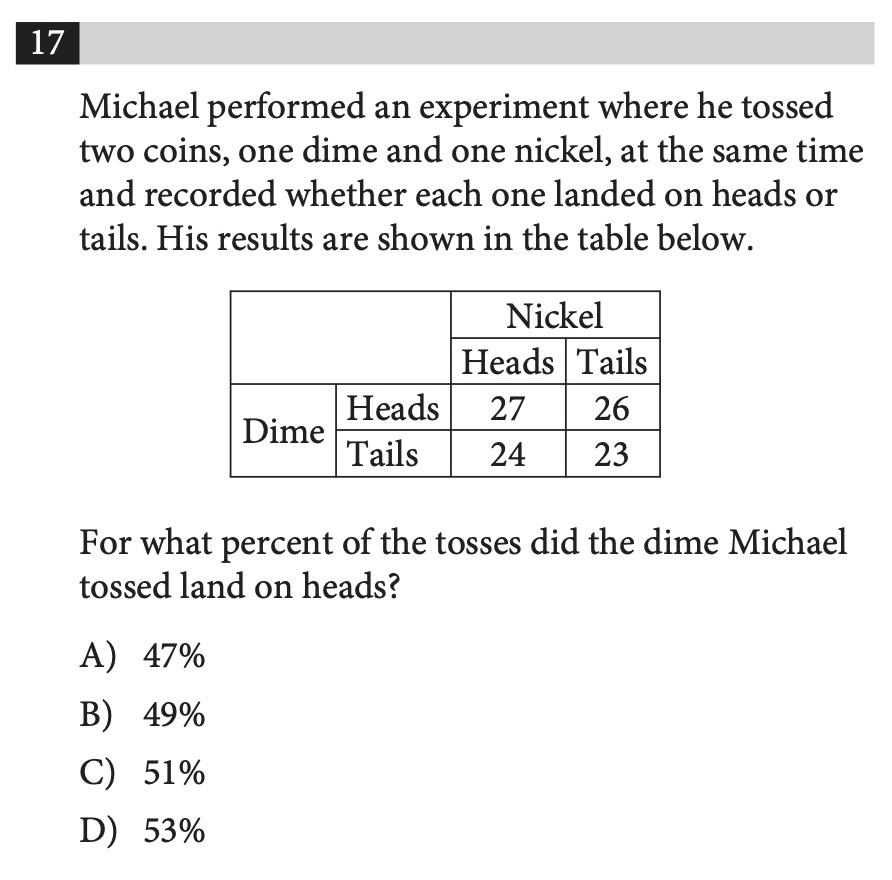 17
Michael performed an experiment where he tossed
two coins, one dime and one nickel, at the same time
and recorded whether each one landed on heads or
tails. His results are shown in the table below.
Nickel
Heads Tails
Dime Heads 27 26
Tails 24 23
For what percent of the tosses did the dime Michael
tossed land on heads?
A) 47%
B) 49%
C) 51%
D) 53%